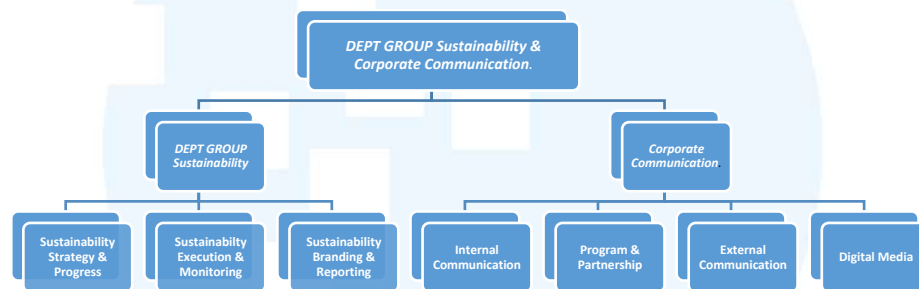 DEPT GROUP Sustainability &
Corporate Communication.
DEPT GROUP
Sustainability
Corporate
Communication.
Sustainability
Strategy &
Progress
Sustainabilty
Execution &
Monitoring
Sustainability
Branding &
Reporting
Internal
Communication
Program &
Partnership
External
Communication
Digital Media